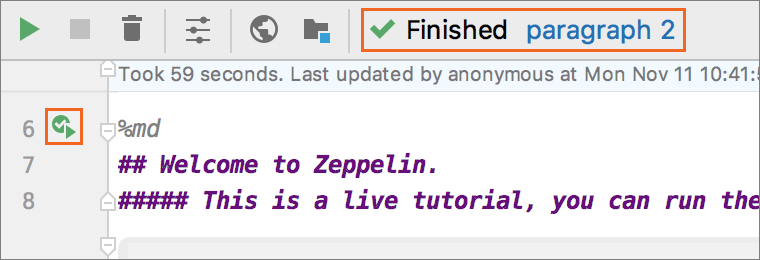 Finished paragraph 2
Took 59 seconds. Last updated by anonymous at Mon Nov 11 10:41:5
6 %md
7 ## Welcome to Zeppelin.
8 ##### This is a live tutorial, you can run the